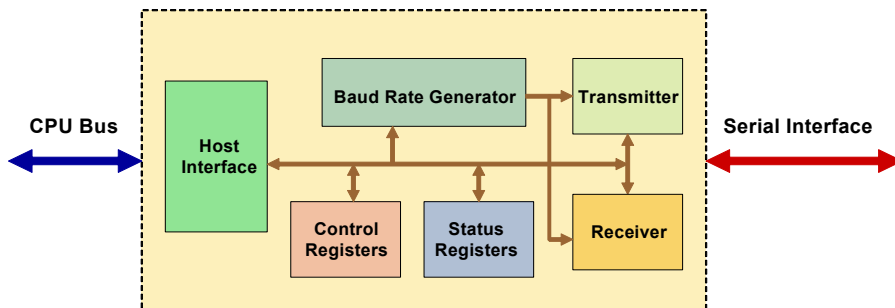 Baud Rate Generator
Transmitter
CPU Bus
Host
Interface
Serial Interface
Control
Registers
Status
Registers
Receiver